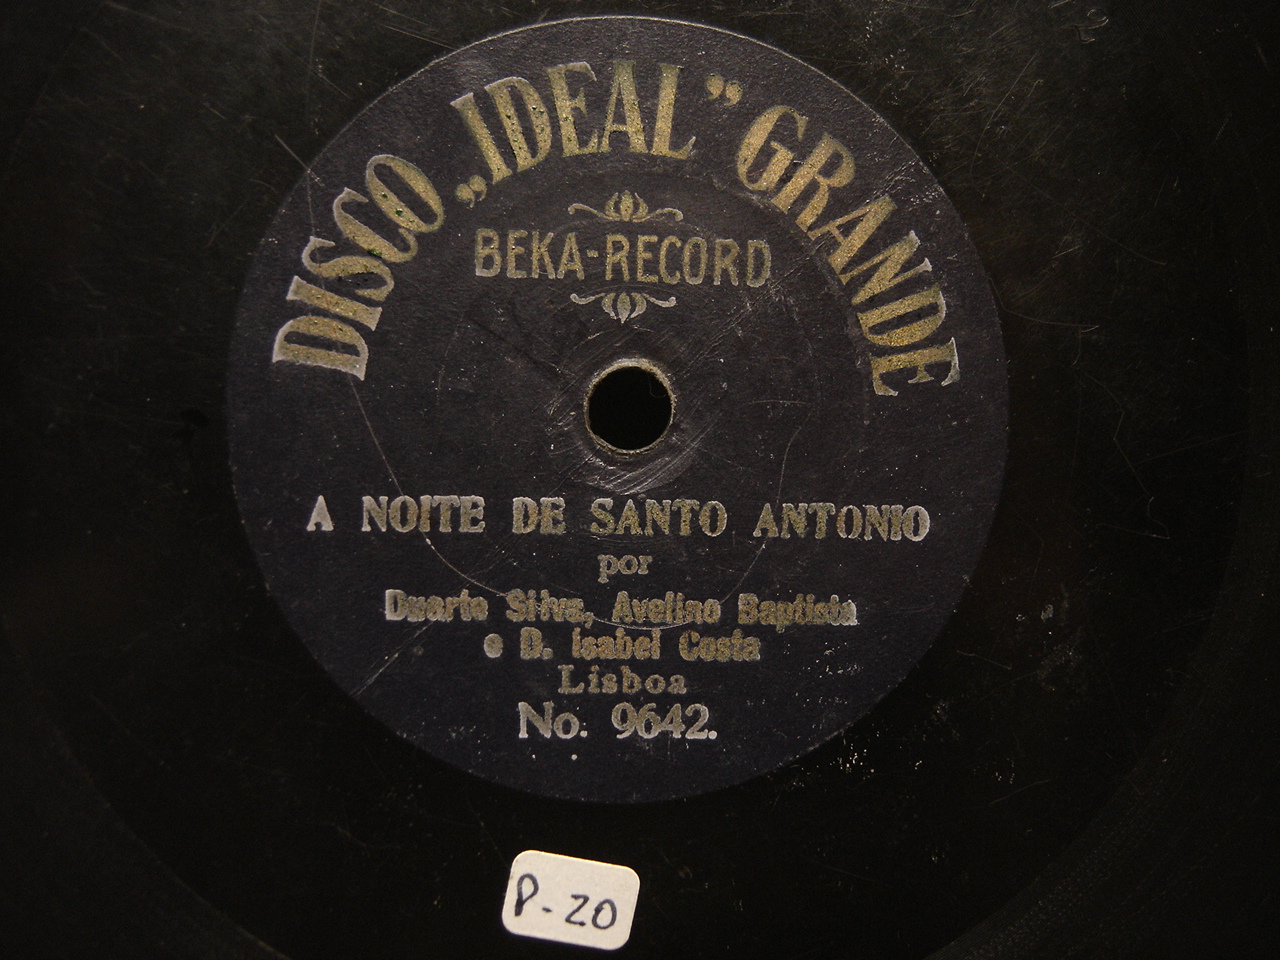 DISCO „IDEAL” GRANDE
BEKA-RECORD
A NOITE DE SANTO ANTONIO
por
Duarte Silva, Avelino Baptista
e D. Isabel Costa
Lisboa
No. 9642.
P-20